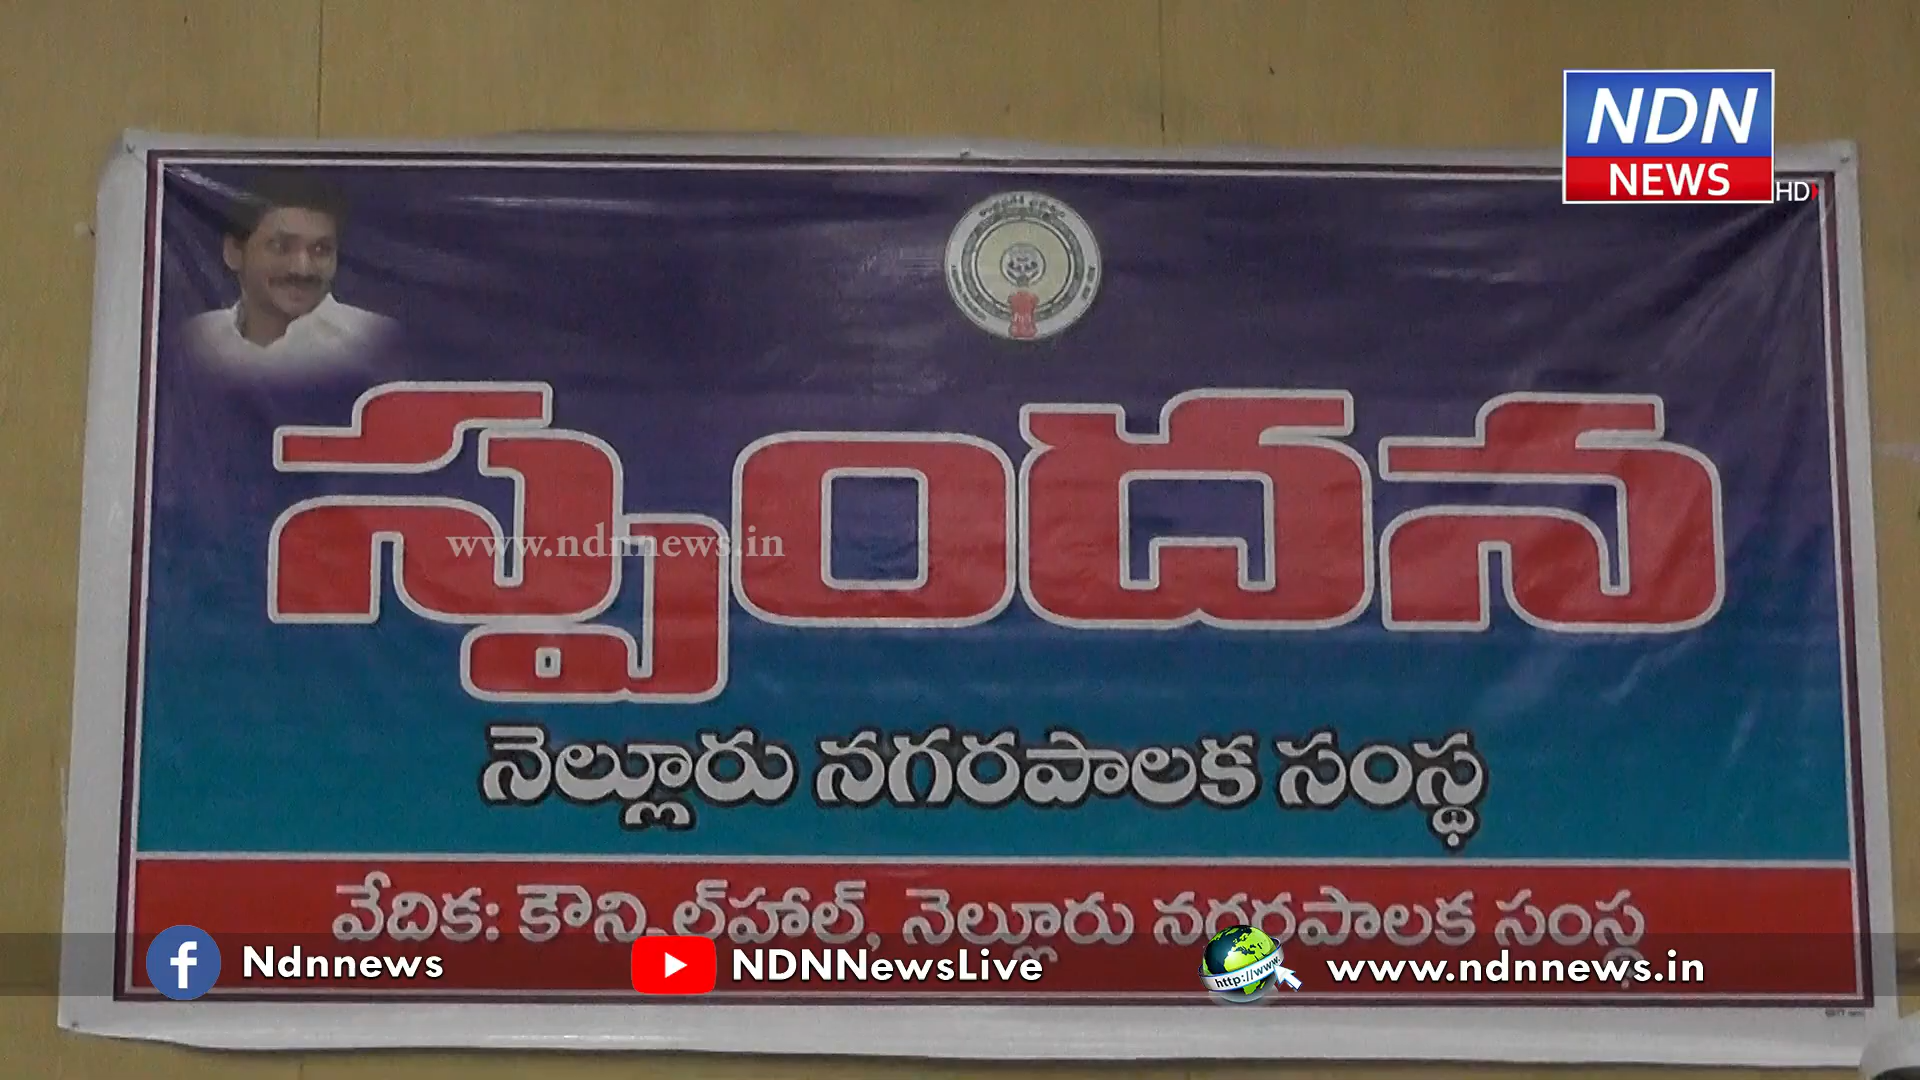 NDN
NEWS
HD
స్పందన
www.ndnnews.in
నెల్లూరు నగరపాలక సంస్థ
వేదిక: కౌన్సిల్‌హాల్, నెల్లూరు నగరపాలక సంస్థ
Ndnnews
NDNNewsLive
http://www.
www.ndnnews.in